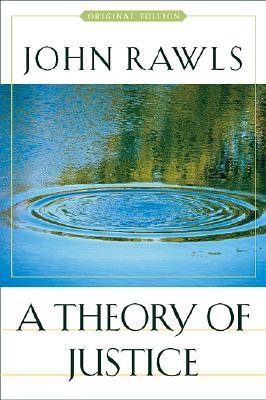 ORIGINAL EDITION
JOHN RAWLS
A THEORY OF
JUSTICE